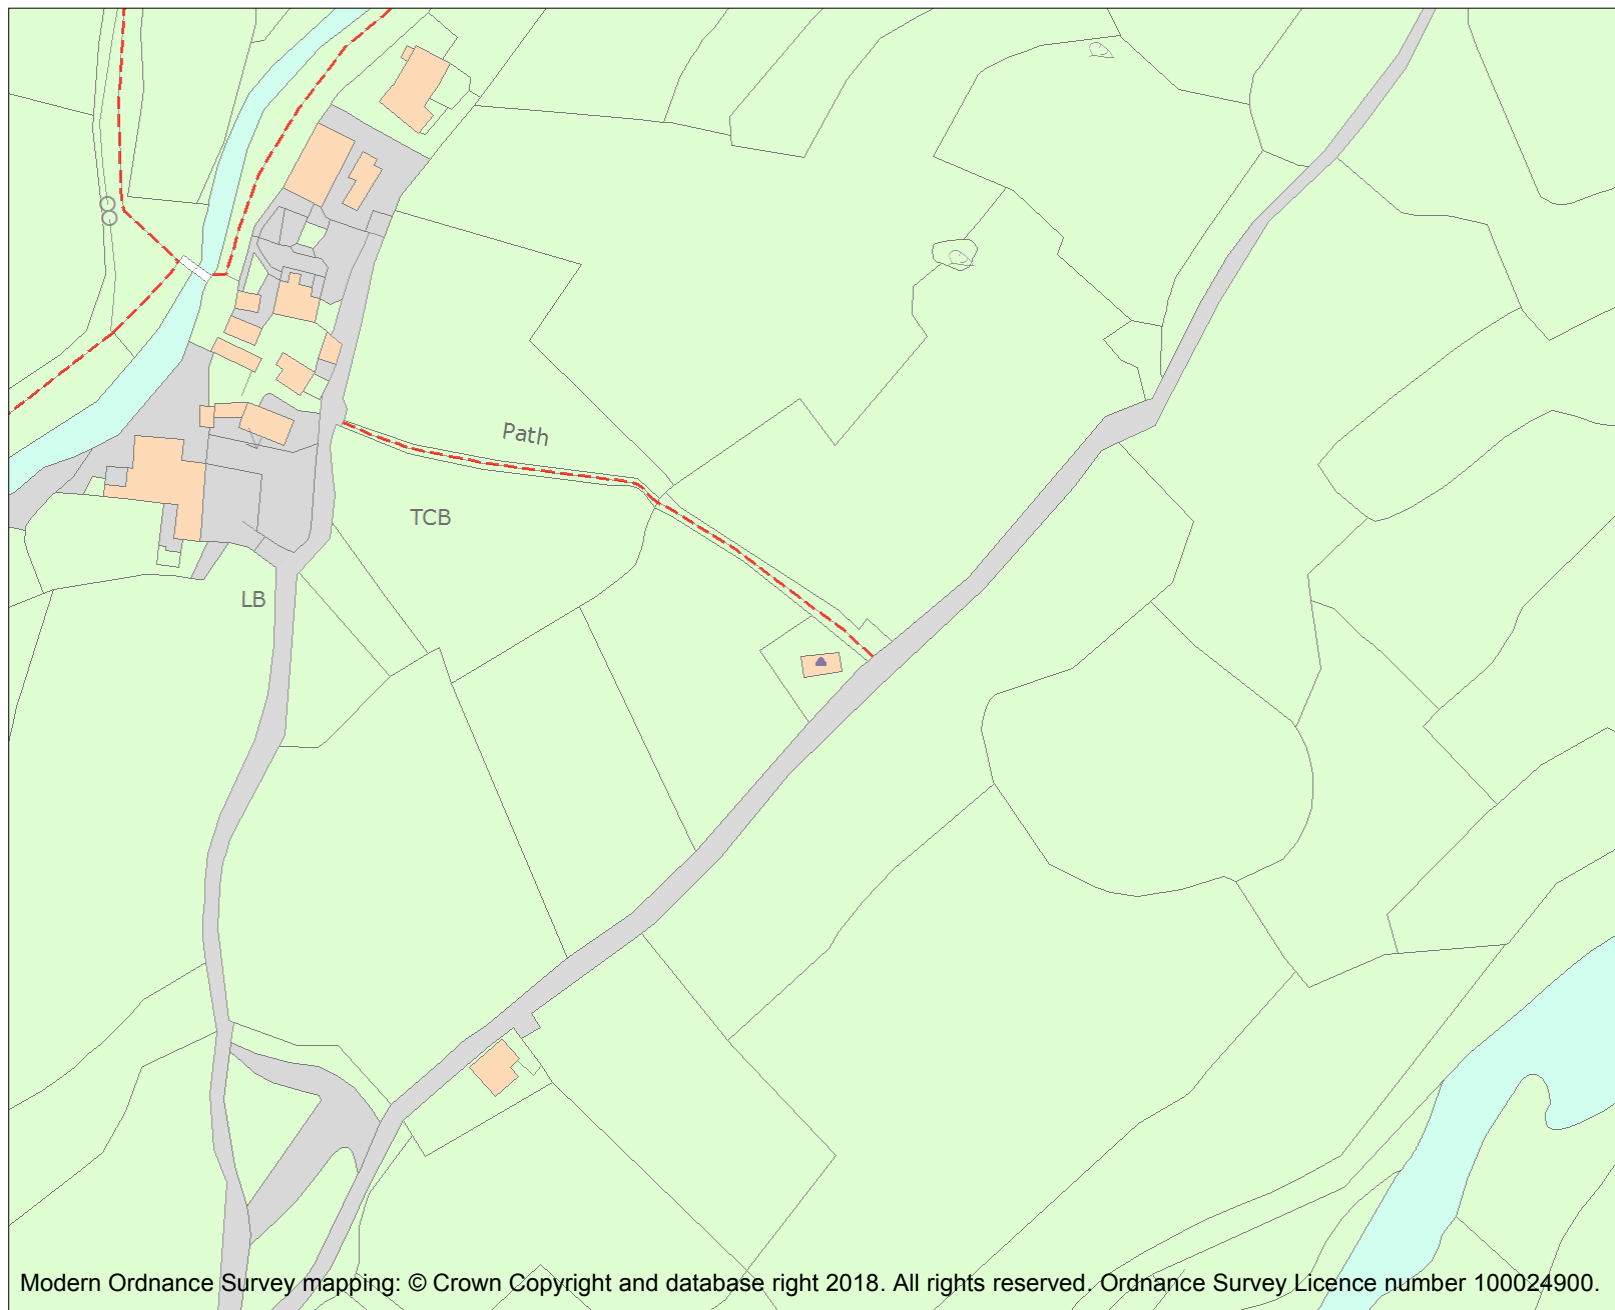 Path
TCB
LB
Modern Ordnance Survey mapping: © Crown Copyright and database right 2018. All rights reserved. Ordnance Survey Licence number 100024900.